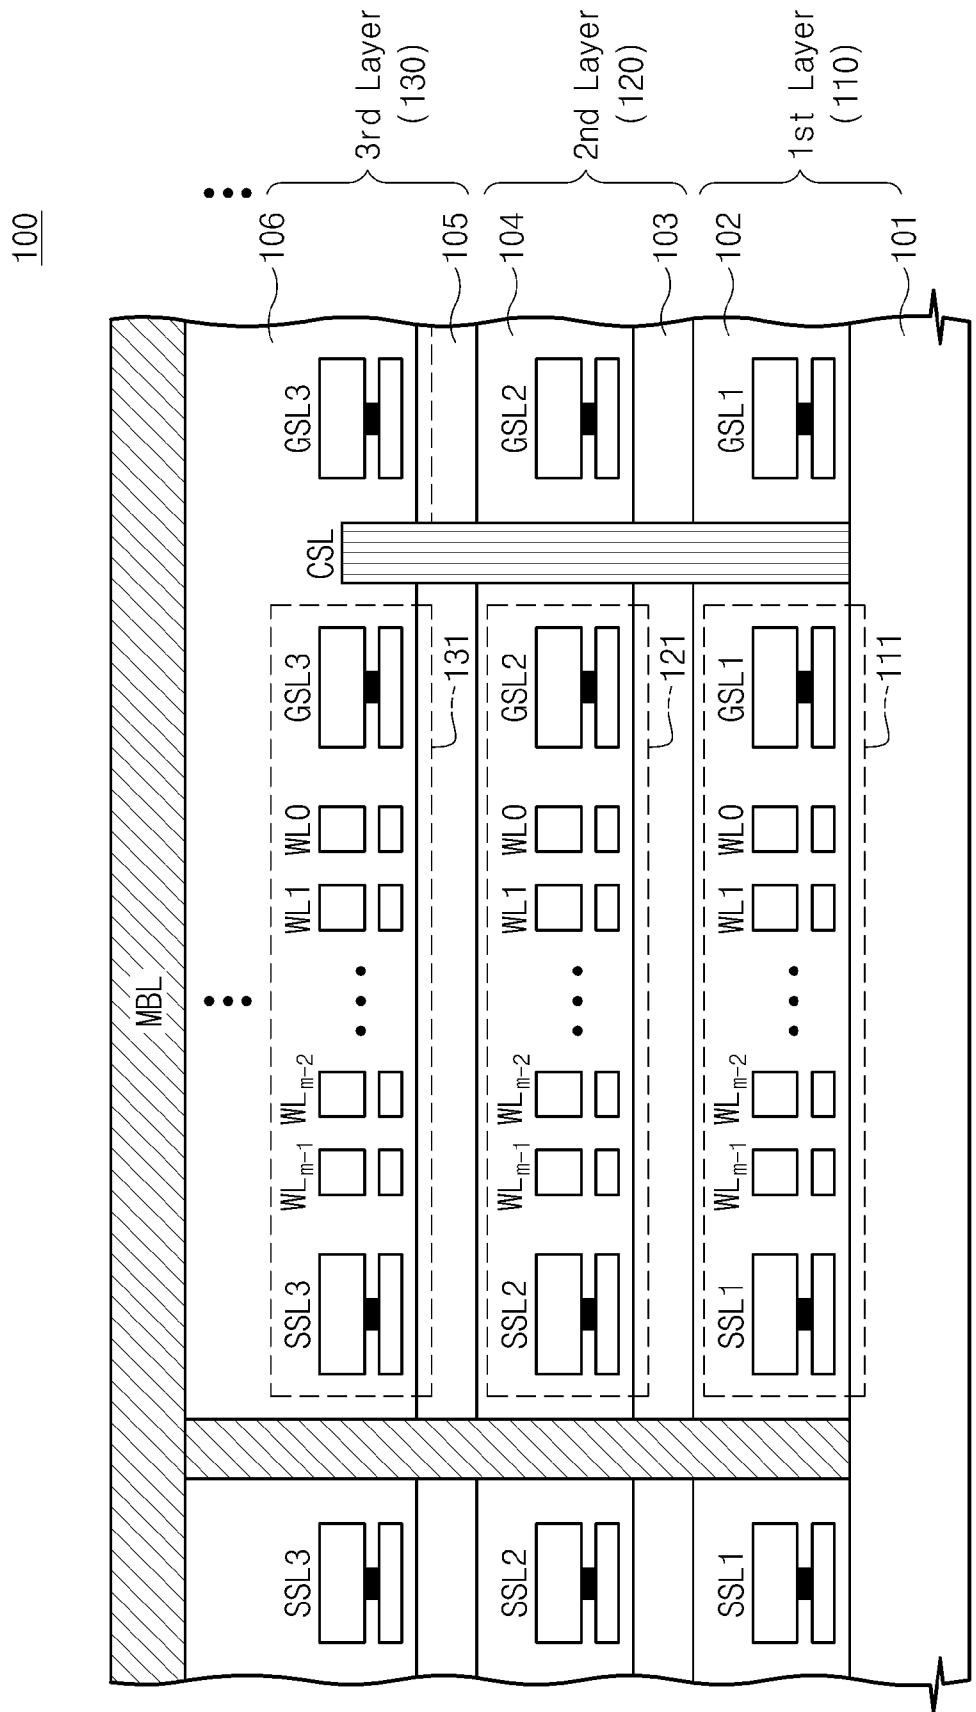 100
MBL
106
SSL3
SSL3
WLm-1
WLm-2
WL1
WL0
GSL3
CSL
GSL3
3rd Layer
(130)
131
105
104
SSL2
SSL2
WLm-1
WLm-2
WL1
WL0
GSL2
GSL2
2nd Layer
(120)
121
103
102
SSL1
SSL1
WLm-1
WLm-2
WL1
WL0
GSL1
GSL1
1st Layer
(110)
111
101